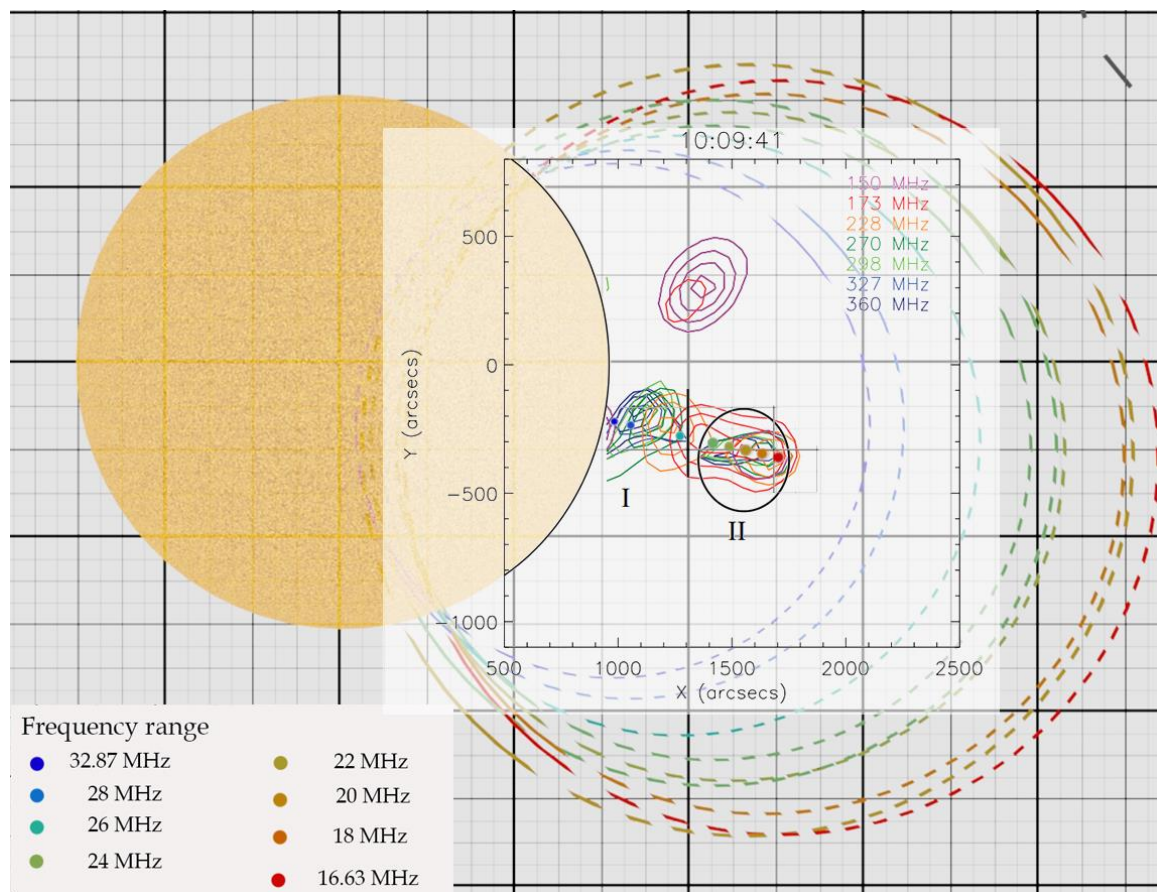 10:09:41
150 MHz
173 MHz
228 MHz
270 MHz
298 MHz
327 MHz
360 MHz
500
0
−500
−1000
Y (arcsecs)
I
II
500 1000 1500 2000 2500
X (arcsecs)
Frequency range
32.87 MHz
28 MHz
26 MHz
24 MHz
22 MHz
20 MHz
18 MHz
16.63 MHz